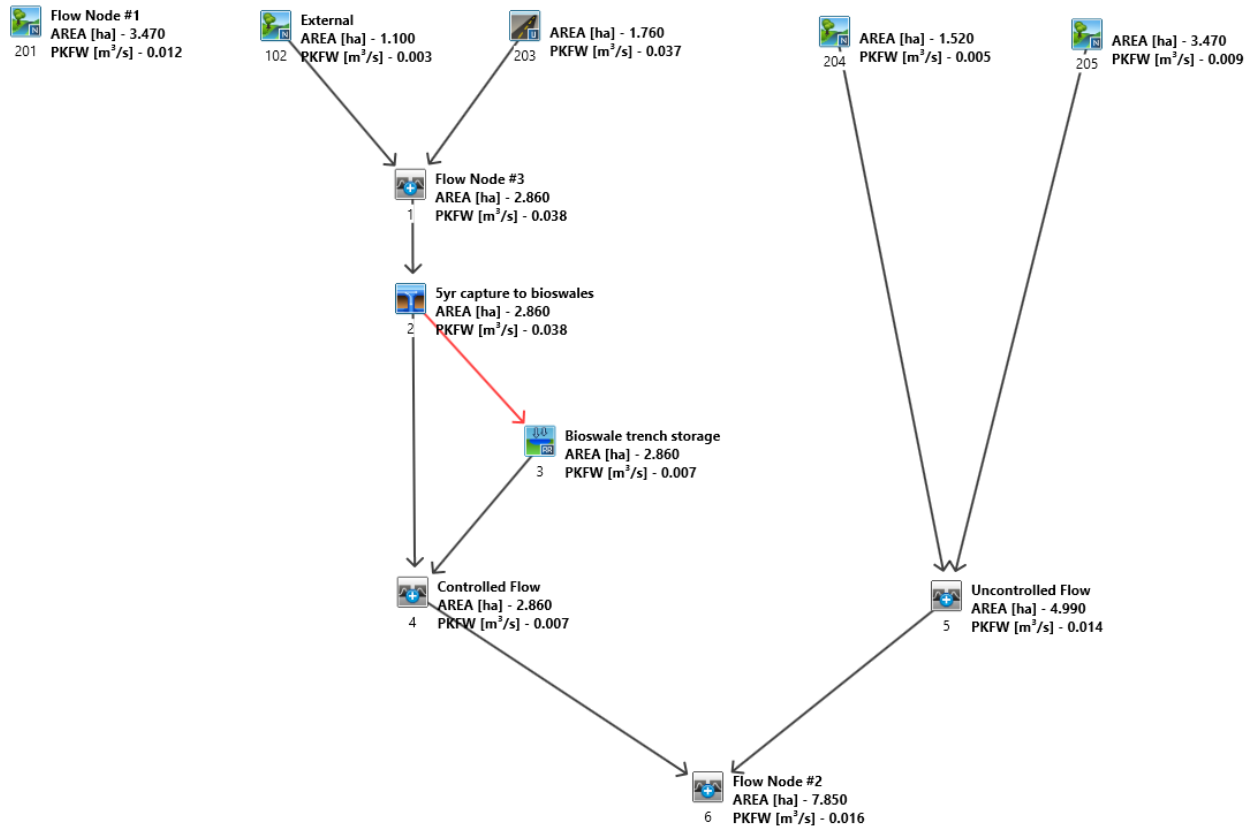 Flow Node #1
AREA [ha] - 3.470
PKFW [m³/s] - 0.012
201
External
AREA [ha] - 1.100
PKFW [m³/s] - 0.003
102
AREA [ha] - 1.760
PKFW [m³/s] - 0.037
203
AREA [ha] - 1.520
PKFW [m³/s] - 0.005
204
AREA [ha] - 3.470
PKFW [m³/s] - 0.009
205
Flow Node #3
AREA [ha] - 2.860
PKFW [m³/s] - 0.038
1
5yr capture to bioswales
AREA [ha] - 2.860
PKFW [m³/s] - 0.038
2
Bioswale trench storage
AREA [ha] - 2.860
PKFW [m³/s] - 0.007
3
Controlled Flow
AREA [ha] - 2.860
PKFW [m³/s] - 0.007
4
Uncontrolled Flow
AREA [ha] - 4.990
PKFW [m³/s] - 0.014
5
Flow Node #2
AREA [ha] - 7.850
PKFW [m³/s] - 0.016
6